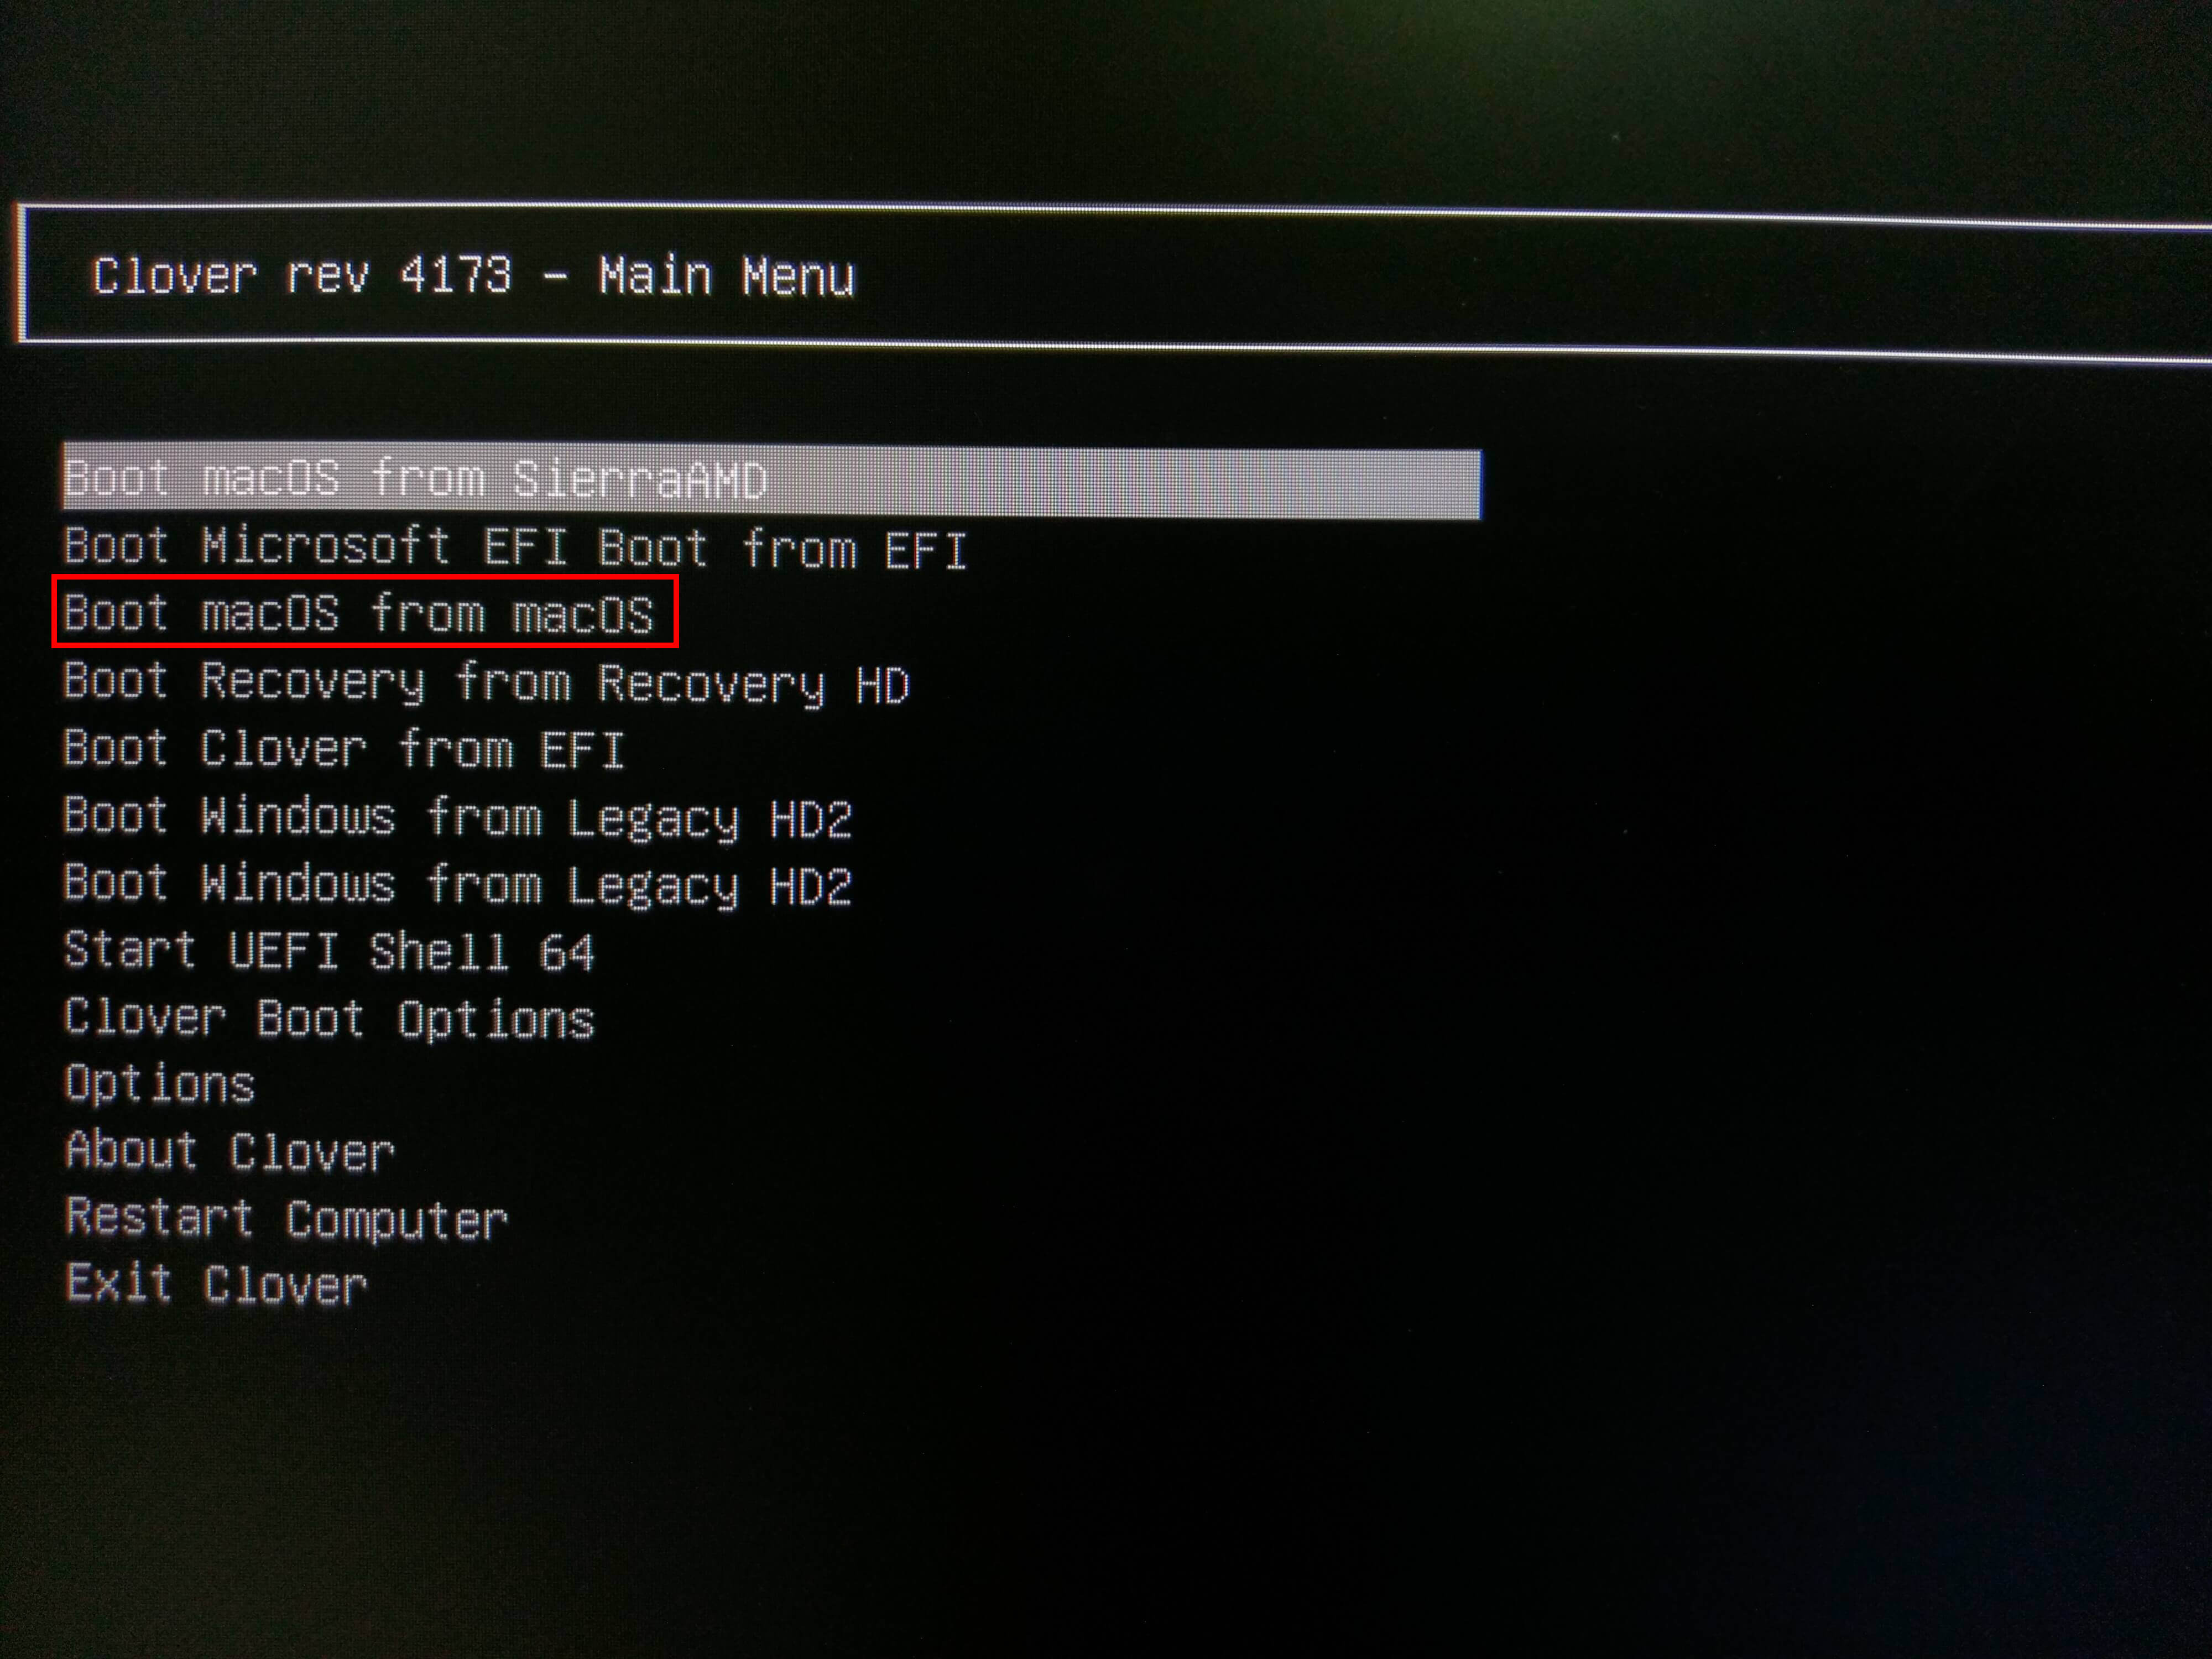 Clover rev 4173 - Main Menu
Boot macOS from SierraAMD
Boot Microsoft EFI Boot from EFI
Boot macOS from macOS
Boot Recovery from Recovery HD
Boot Clover from EFI
Boot Windows from Legacy HD2
Boot Windows from Legacy HD2
Start UEFI Shell 64
Clover Boot Options
Options
About Clover
Restart Computer
Exit Clover